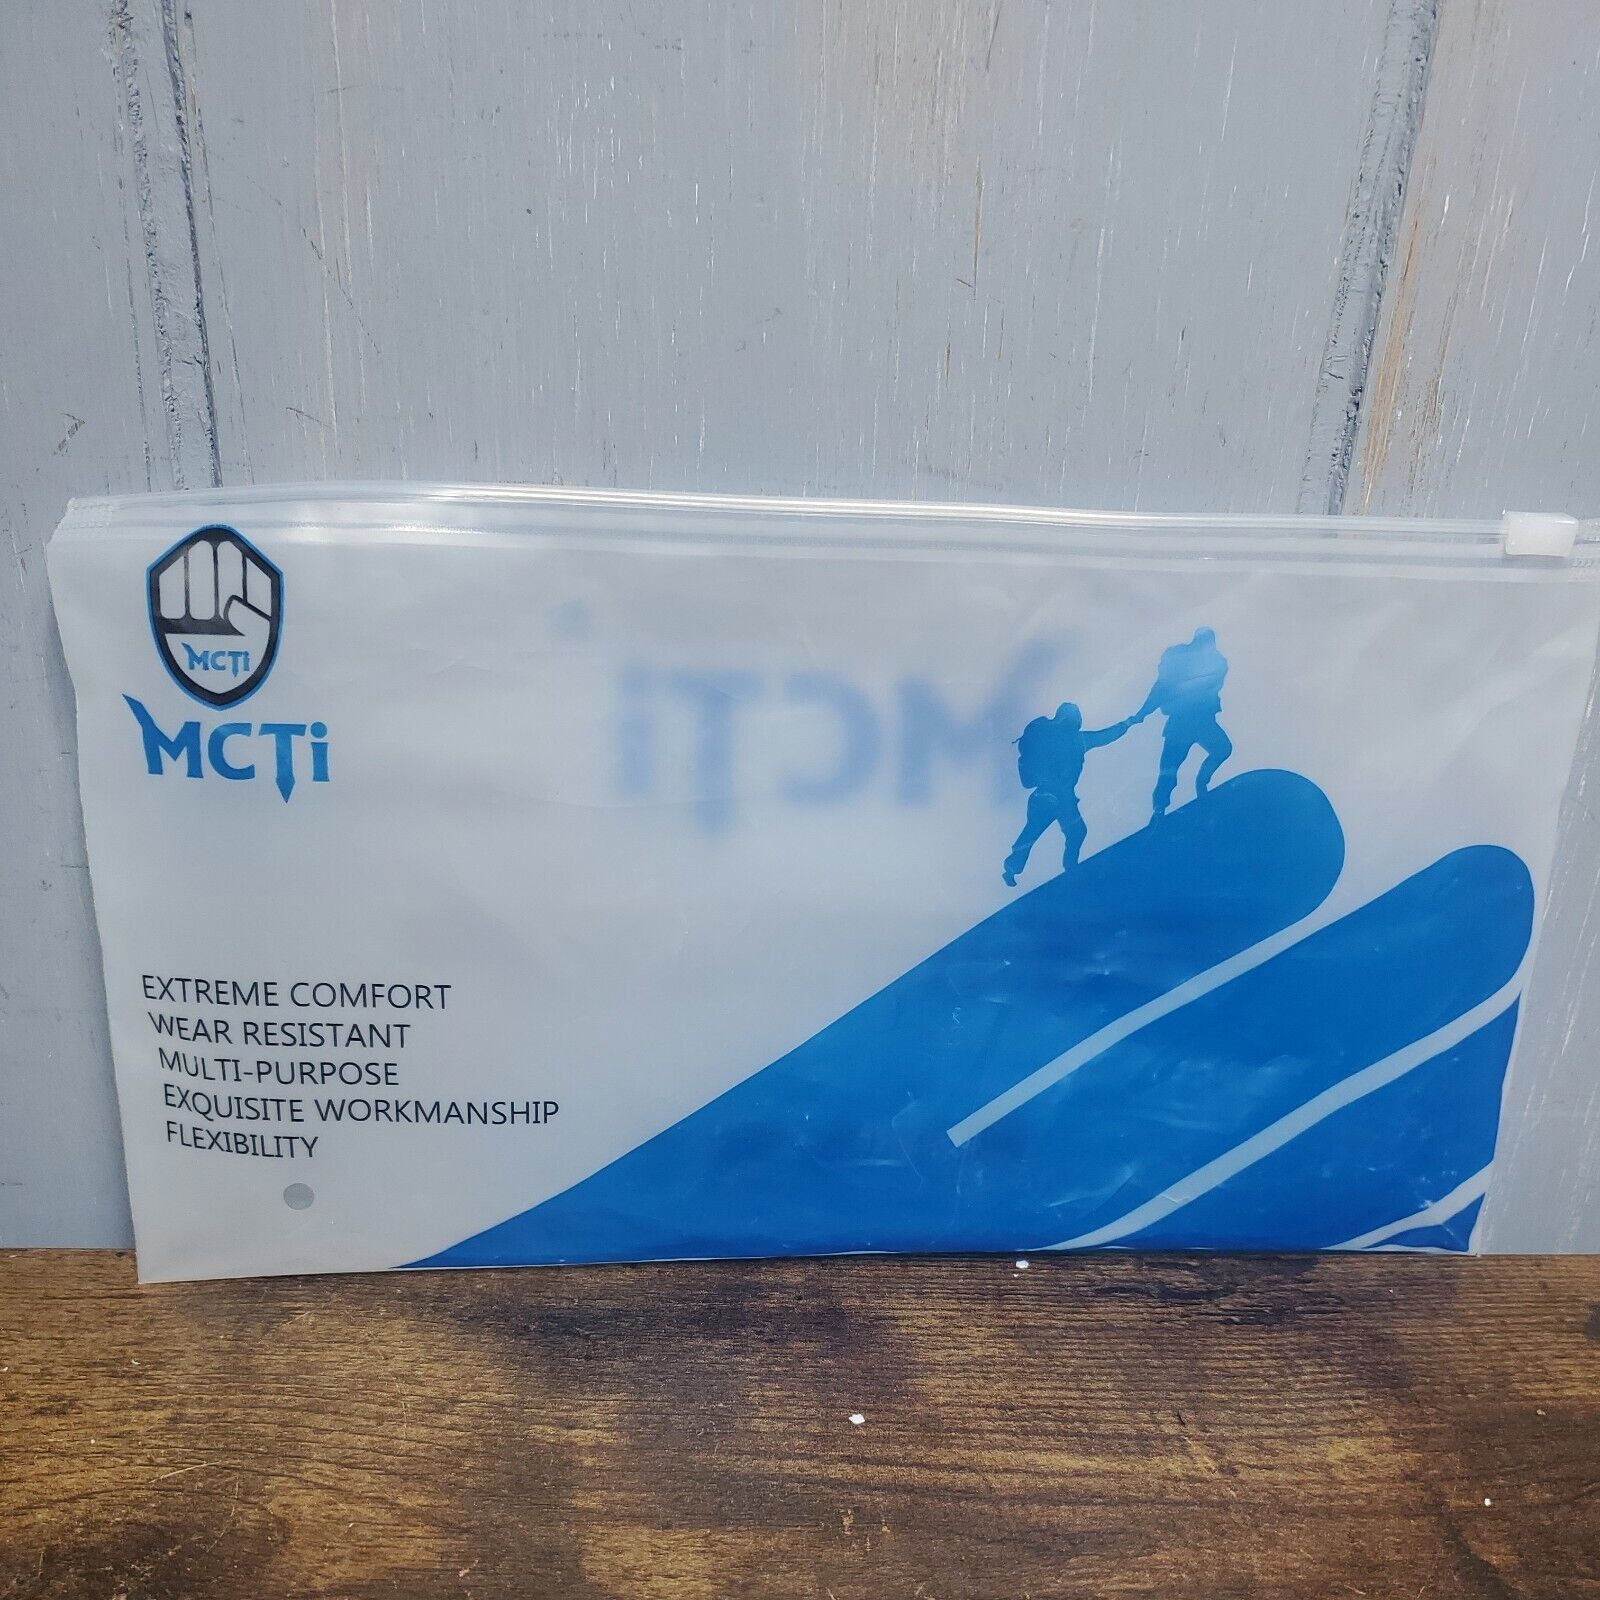 MCTi
MCTi
MCTi
EXTREME COMFORT
WEAR RESISTANT
MULTI-PURPOSE
EXQUISITE WORKMANSHIP
FLEXIBILITY